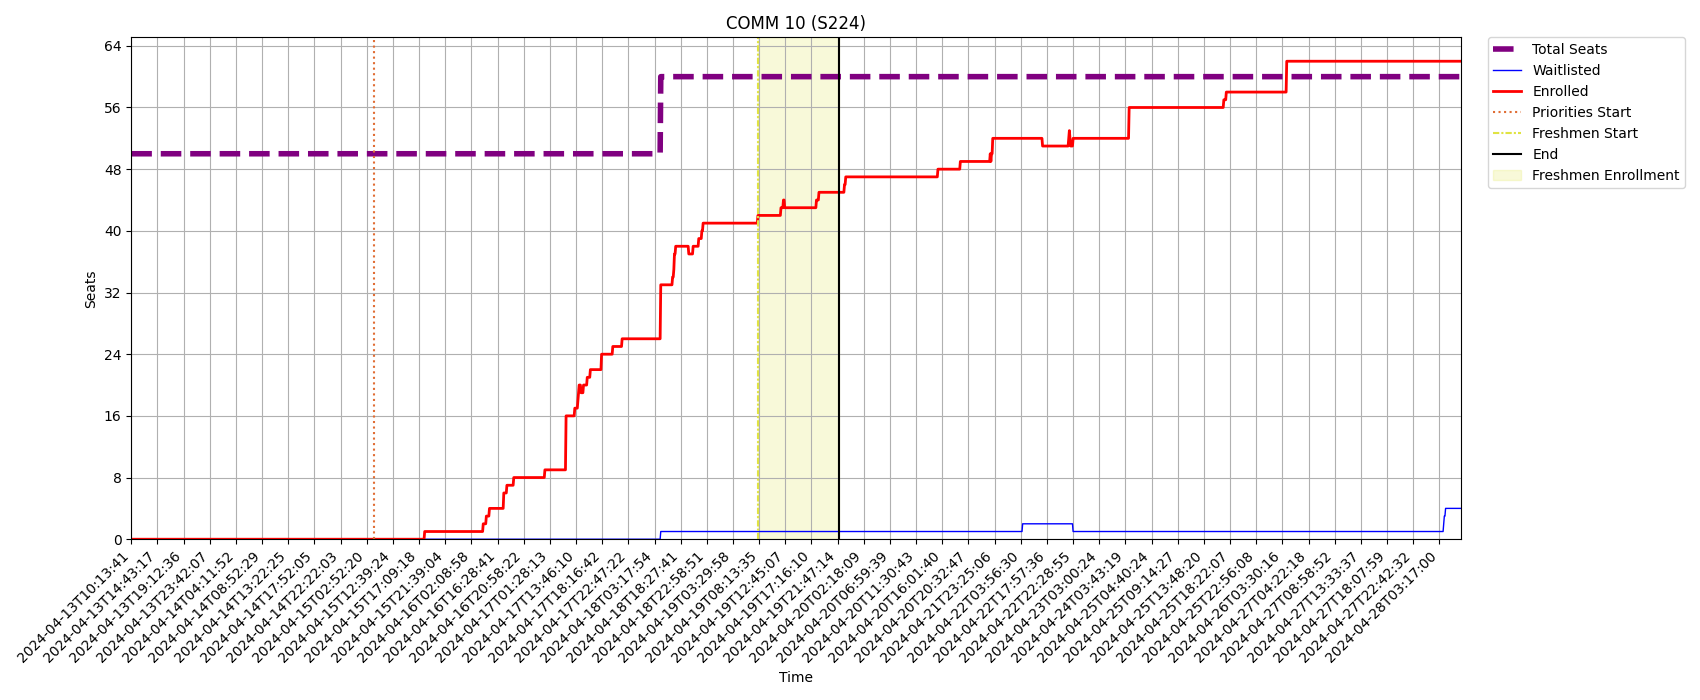 COMM 10 (S224)
64
56
48
40
32
24
16
8
0
Seats
2024-04-13T10:13:41
2024-04-13T14:43:17
2024-04-13T19:12:36
2024-04-13T23:42:07
2024-04-14T04:11:52
2024-04-14T08:52:29
2024-04-14T13:22:25
2024-04-14T17:52:05
2024-04-14T22:22:03
2024-04-15T02:52:20
2024-04-15T12:39:24
2024-04-15T17:09:18
2024-04-15T21:39:04
2024-04-16T02:08:58
2024-04-16T16:28:41
2024-04-16T20:58:22
2024-04-17T01:28:13
2024-04-17T13:46:10
2024-04-17T18:16:42
2024-04-17T22:47:22
2024-04-18T03:17:54
2024-04-18T18:27:41
2024-04-18T22:58:51
2024-04-19T03:29:58
2024-04-19T08:13:35
2024-04-19T12:45:07
2024-04-19T17:16:10
2024-04-19T21:47:14
2024-04-20T02:18:09
2024-04-20T06:59:39
2024-04-20T11:30:43
2024-04-20T16:01:40
2024-04-20T20:32:47
2024-04-21T23:25:06
2024-04-22T03:56:30
2024-04-22T17:57:36
2024-04-22T22:28:55
2024-04-23T03:00:24
2024-04-24T03:43:19
2024-04-25T04:40:24
2024-04-25T09:14:27
2024-04-25T13:48:20
2024-04-25T18:22:07
2024-04-25T22:56:08
2024-04-26T03:30:16
2024-04-27T04:22:18
2024-04-27T08:58:52
2024-04-27T13:33:37
2024-04-27T18:07:59
2024-04-27T22:42:32
2024-04-28T03:17:00
Time
Total Seats
Waitlisted
Enrolled
Priorities Start
Freshmen Start
End
Freshmen Enrollment